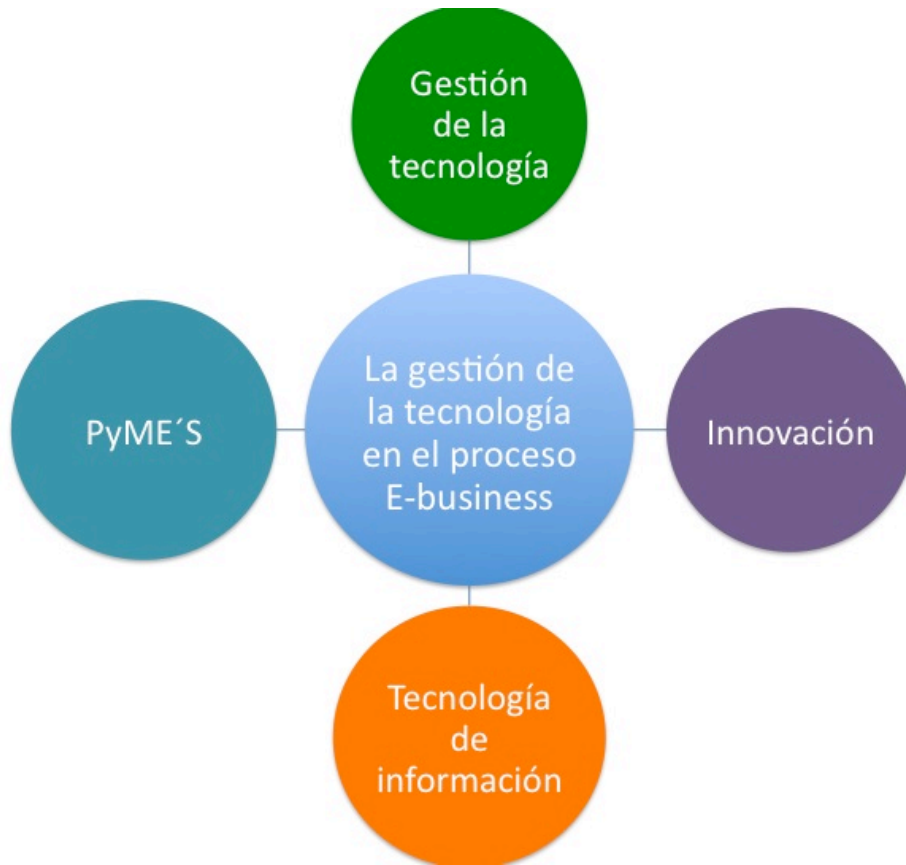 Gestión
de la
tecnología
PyME´S
La gestión de
la tecnología
en el proceso
E-business
Innovación
Tecnología
de
información